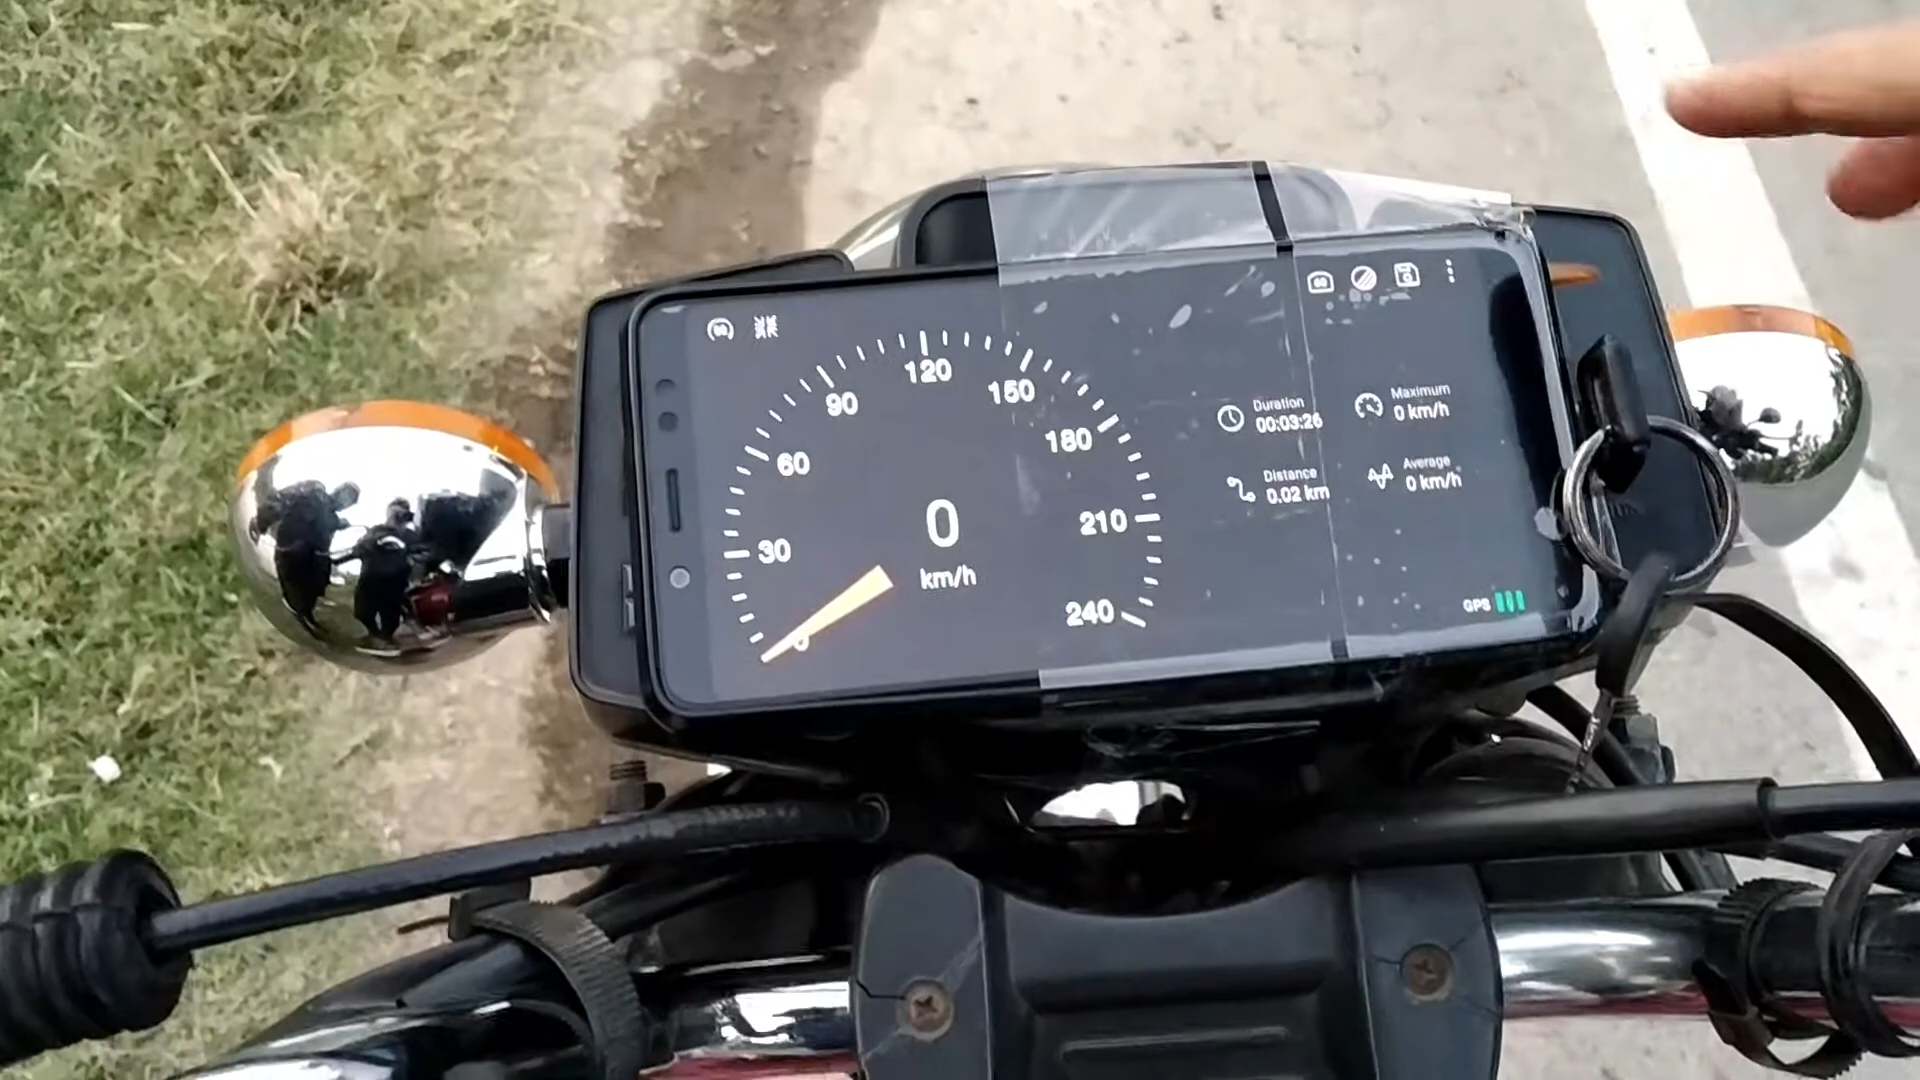 120
90
150
60
180
0
km/h
30
210
240
0
Duration
00:03:26
Maximum
0 km/h
Distance
0.02 km
Average
0 km/h
GPS